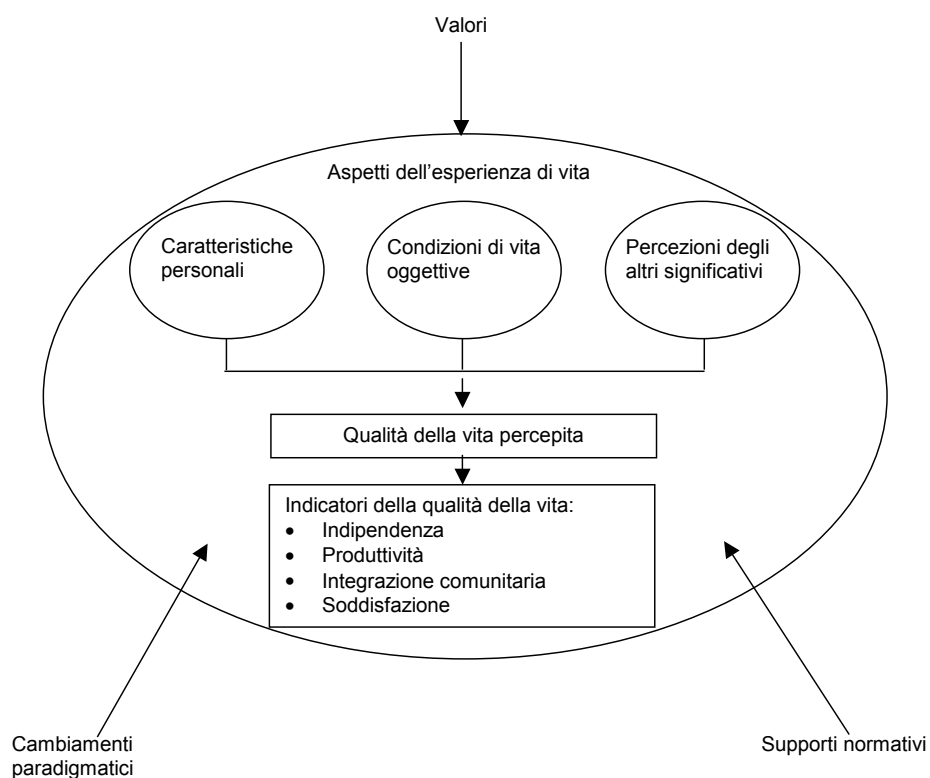 Valori
Aspetti dell'esperienza di vita
Caratteristiche
personali
Condizioni di vita
oggettive
Percezioni degli
altri significativi
Qualità della vita percepita
Indicatori della qualità della vita:
• Indipendenza
• Produttività
• Integrazione comunitaria
• Soddisfazione
Cambiamenti
paradigmatici
Supporti normativi